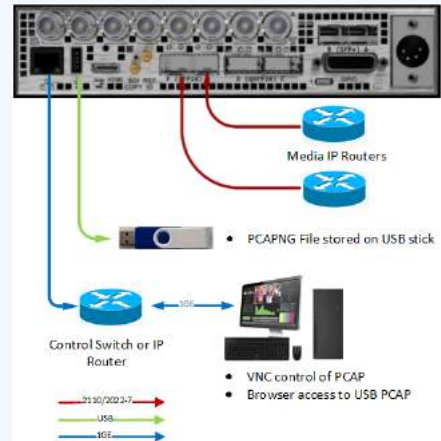 Media IP Routers
• PCAPNG File stored on USB stick
1GE
Control Switch or IP
Router
• VNC control of PCAP
• Browser access to USB PCAP
2110/2022-7
USB
1GE